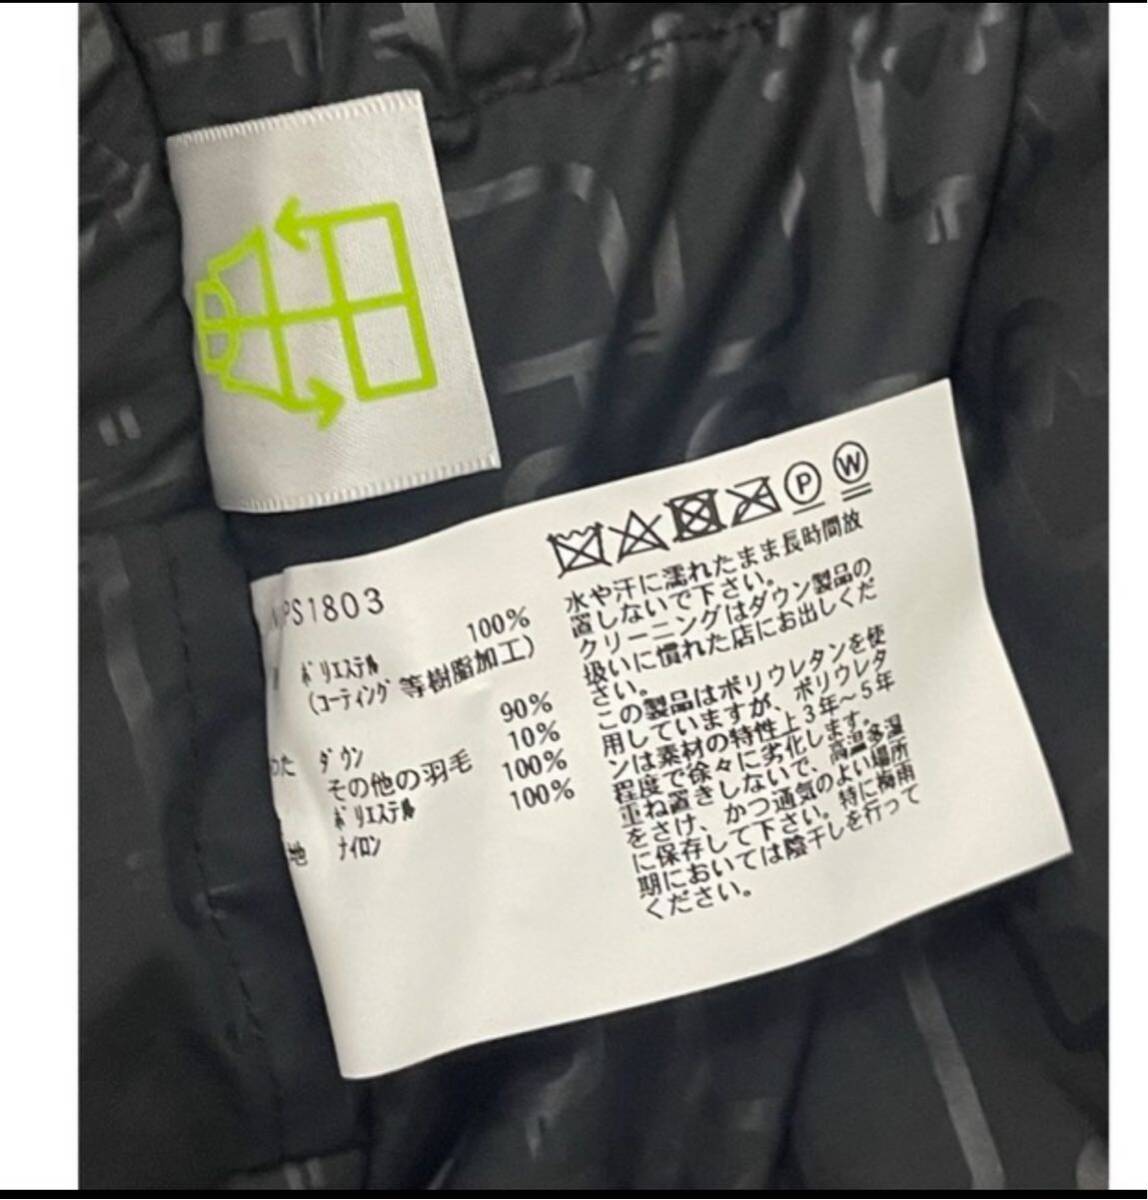 PS1803
100%
ポリエステル
(コーティング等樹脂加工)
90%
ダウン
10%
その他の羽毛
100%
ポリエステル
100%
地 ナイロン
P W
水や汗に濡れたまま長時間放
置しないで下さい。
クリーニングはダウン製品の
扱いに慣れた店にお出しくだ
さい。
この製品はポリウレタンを使
用していますが、ポリウレタ
ンは素材の特性上3年~5年
程度で徐々に劣化します。
重ね置きしないで、高温多湿
をさけ、かつ通気のよい場所
に保存して下さい。特に梅雨
期においては陰干しを行って
ください。